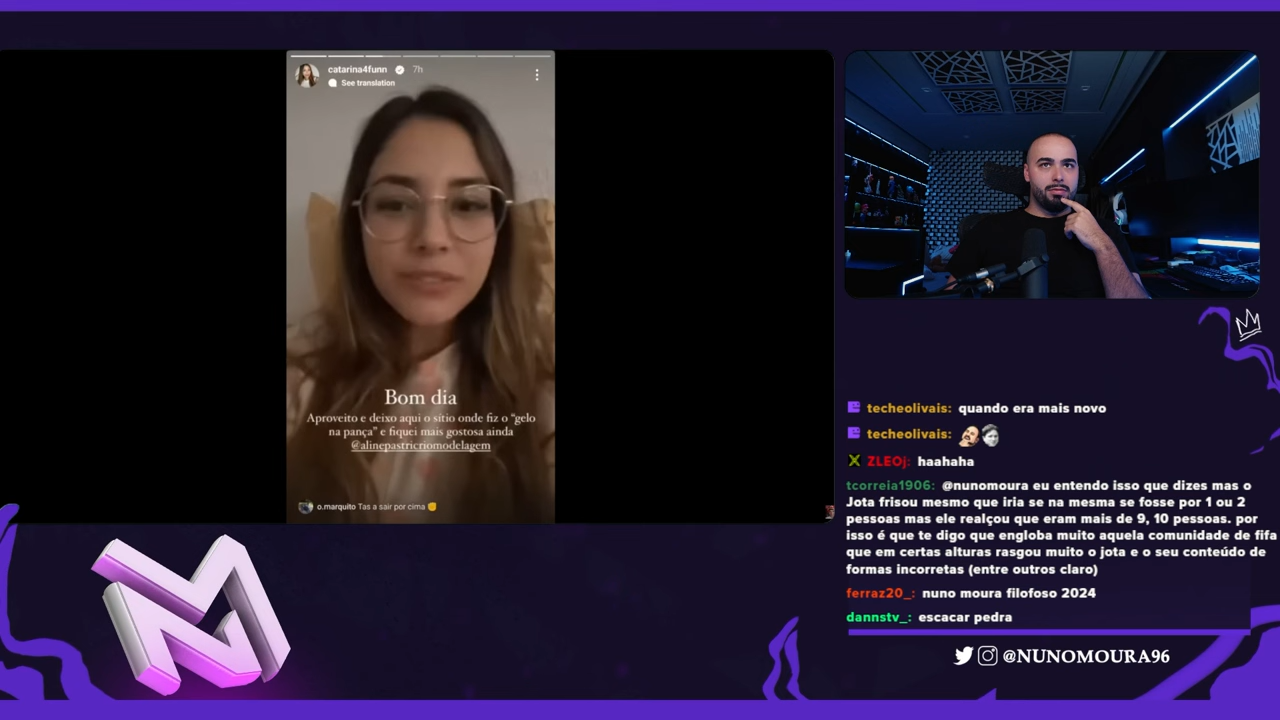 catarina4funn 7h
See translation
Bom dia
Aproveito e deixo aqui o sítio onde fiz o “gelo
na pança” e fiquei mais gostosa ainda
@alinepastricriomodelagem
o.marquito Tas a sair por cima
techeolivais: quando era mais novo
techeolivais:
ZLEOj: haahaha
tcorreia1906: @nunomoura eu entendo isso que dizes mas o
Jota frisou mesmo que iria se na mesma se fosse por 1 ou 2
pessoas mas ele realçou que eram mais de 9, 10 pessoas. por
isso é que te digo que engloba muito aquela comunidade de fifa
que em certas alturas rasgou muito o jota e o seu conteúdo de
formas incorretas (entre outros claro)
ferraz20_: nuno moura filofoso 2024
dannstv_: escacar pedra
@NUNOMOURA96